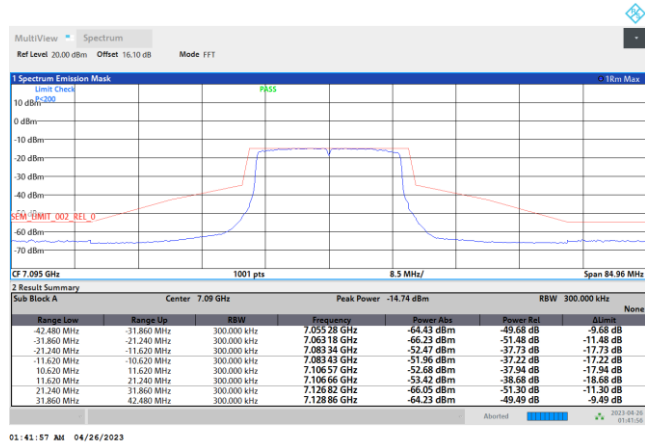 MultiView Spectrum
Ref Level 20.00 dBm Offset 16.10 dB Mode FFT
1 Spectrum Emission Mask 1Rm Max
Limit Check PASS
P<200
10 dBm
0 dBm
-10 dBm
-20 dBm
-30 dBm
-40 dBm
SEM_LIMIT_002_REL_0
-60 dBm
-70 dBm
CF 7.095 GHz 1001 pts 8.5 MHz/ Span 84.96 MHz
2 Result Summary
Sub Block A Center 7.09 GHz Peak Power -14.74 dBm RBW 300.000 kHz
None
Range Low Range Up RBW Frequency Power Abs Power Rel ΔLimit
-42.480 MHz -31.860 MHz 300.000 kHz 7.055 28 GHz -64.43 dBm -49.68 dB -9.68 dB
-31.860 MHz -21.240 MHz 300.000 kHz 7.063 18 GHz -66.23 dBm -51.48 dB -11.48 dB
-21.240 MHz -11.620 MHz 300.000 kHz 7.083 34 GHz -52.47 dBm -37.73 dB -17.73 dB
-11.620 MHz -10.620 MHz 300.000 kHz 7.083 43 GHz -51.96 dBm -37.22 dB -17.22 dB
10.620 MHz 11.620 MHz 300.000 kHz 7.106 57 GHz -52.68 dBm -37.94 dB -17.94 dB
11.620 MHz 21.240 MHz 300.000 kHz 7.106 66 GHz -53.42 dBm -38.68 dB -18.68 dB
21.240 MHz 31.860 MHz 300.000 kHz 7.126 82 GHz -66.05 dBm -51.30 dB -11.30 dB
31.860 MHz 42.480 MHz 300.000 kHz 7.128 86 GHz -64.23 dBm -49.49 dB -9.49 dB
Aborted 2023-04-26
01:41:56
01:41:57 AM 04/26/2023